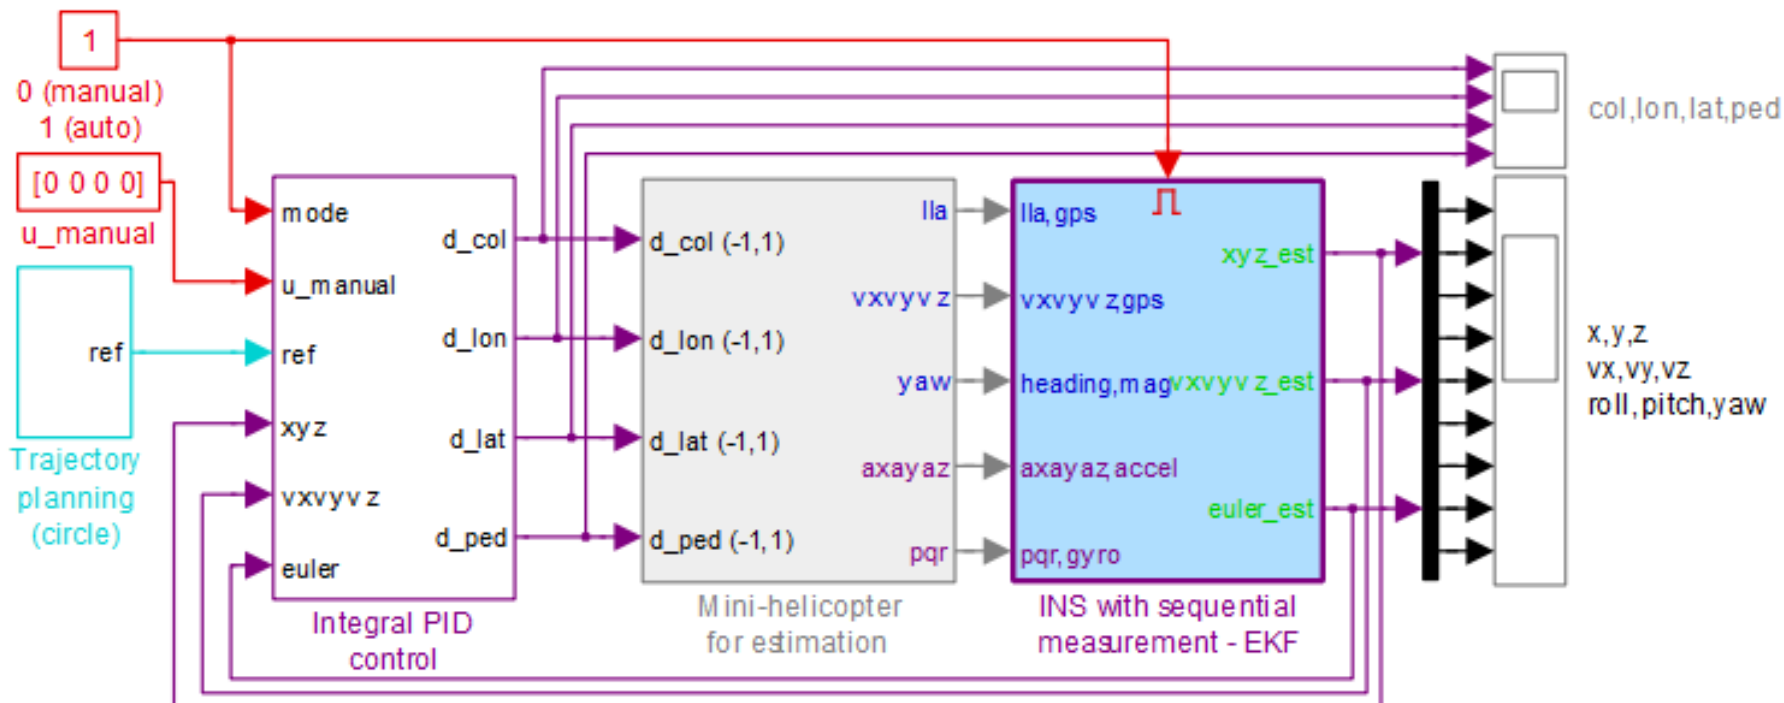 1
0 (manual)
1 (auto)
[0 0 0 0]
u_manual
ref
Trajectory
planning
(circle)
mode
u_manual
ref
xyz
vxvyvz
euler
d_col
d_lon
d_lat
d_ped
Integral PID
control
d_col (-1,1)
d_lon (-1,1)
d_lat (-1,1)
d_ped (-1,1)
lla
vxvyvz
yaw
axayaz
pqr
Mini-helicopter
for estimation
lla,gps
vxvyvz,gps
heading,mag
axayaz,accel
pqr,gyro
xyz_est
vxvyvz_est
euler_est
INS with sequential
measurement - EKF
col,lon,lat,ped
x,y,z
vx,vy,vz
roll,pitch,yaw